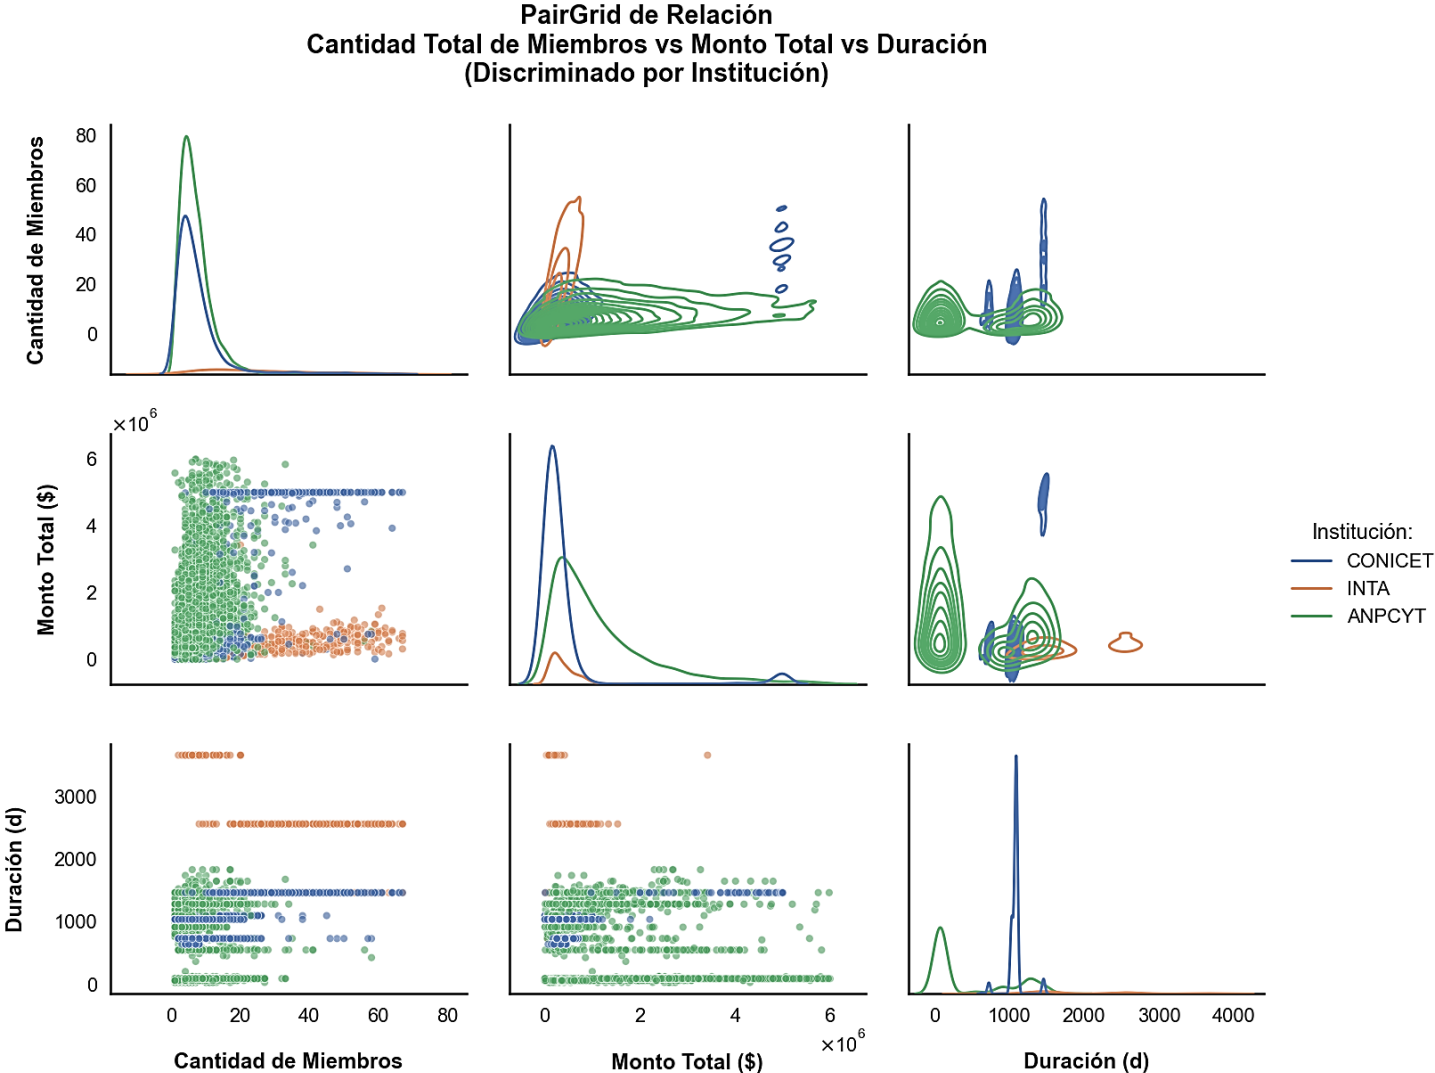 PairGrid de Relación
Cantidad Total de Miembros vs Monto Total vs Duración
(Discriminado por Institución)
Cantidad de Miembros
80
60
40
20
0
×10⁶
Monto Total ($)
6
4
2
0
Institución:
CONICET
INTA
ANPCYT
Duración (d)
3000
2000
1000
0
0 20 40 60 80
0 2 4 6
×10⁶
0 1000 2000 3000 4000
Cantidad de Miembros
Monto Total ($)
Duración (d)